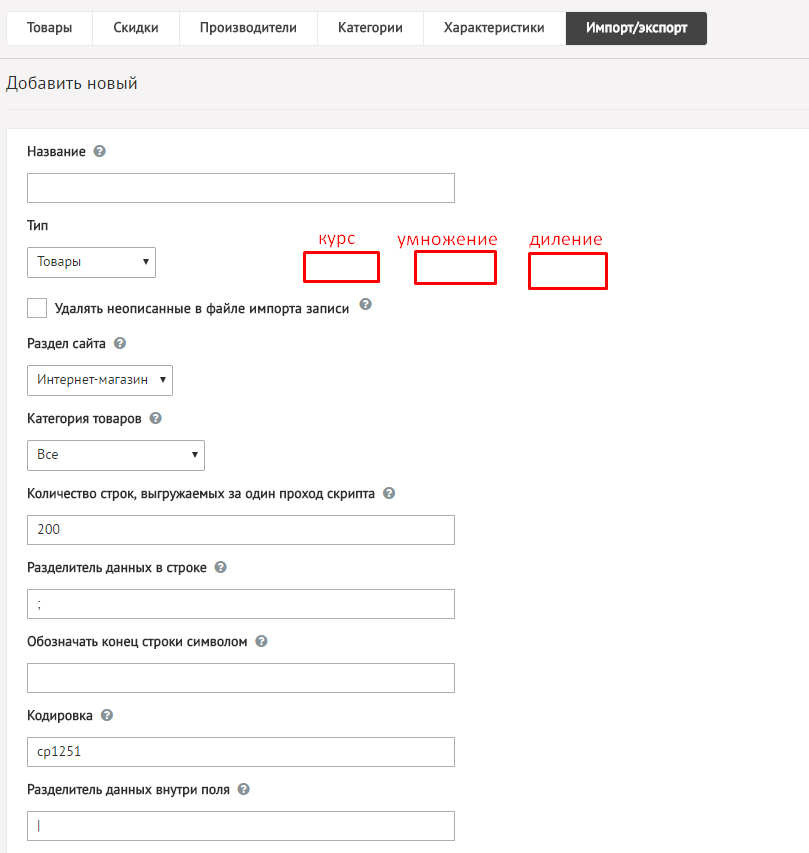 Товары Скидки Производители Категории Характеристики Импорт/экспорт
Добавить новый
Название ?
Тип
курс умножение диление
Товары
Удалять неописанные в файле импорта записи ?
Раздел сайта ?
Интернет-магазин
Категория товаров ?
Все
Количество строк, выгружаемых за один проход скрипта ?
200
Разделитель данных в строке ?
;
Обозначать конец строки символом ?
Кодировка ?
cp1251
Разделитель данных внутри поля ?
|